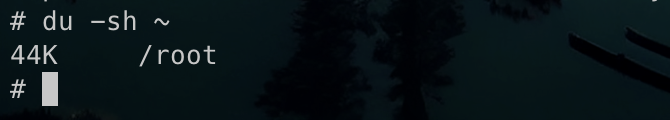 # du -sh ~
44K     /root
#